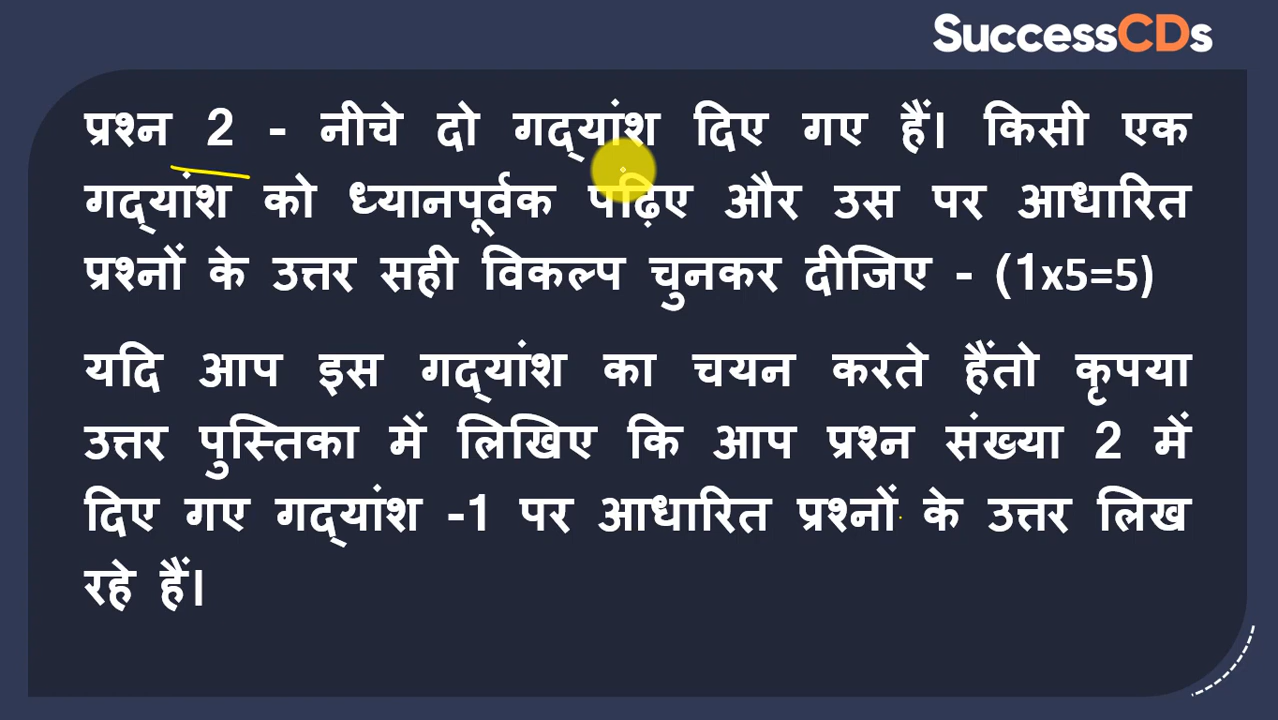 SuccessCDs
प्रश्न 2 - नीचे दो गद्यांश दिए गए हैं। किसी एक
गद्यांश को ध्यानपूर्वक पढ़िए और उस पर आधारित
प्रश्नों के उत्तर सही विकल्प चुनकर दीजिए - (1x5=5)
यदि आप इस गद्यांश का चयन करते हैंतो कृपया
उत्तर पुस्तिका में लिखिए कि आप प्रश्न संख्या 2 में
दिए गए गद्यांश -1 पर आधारित प्रश्नों के उत्तर लिख
रहे हैं।